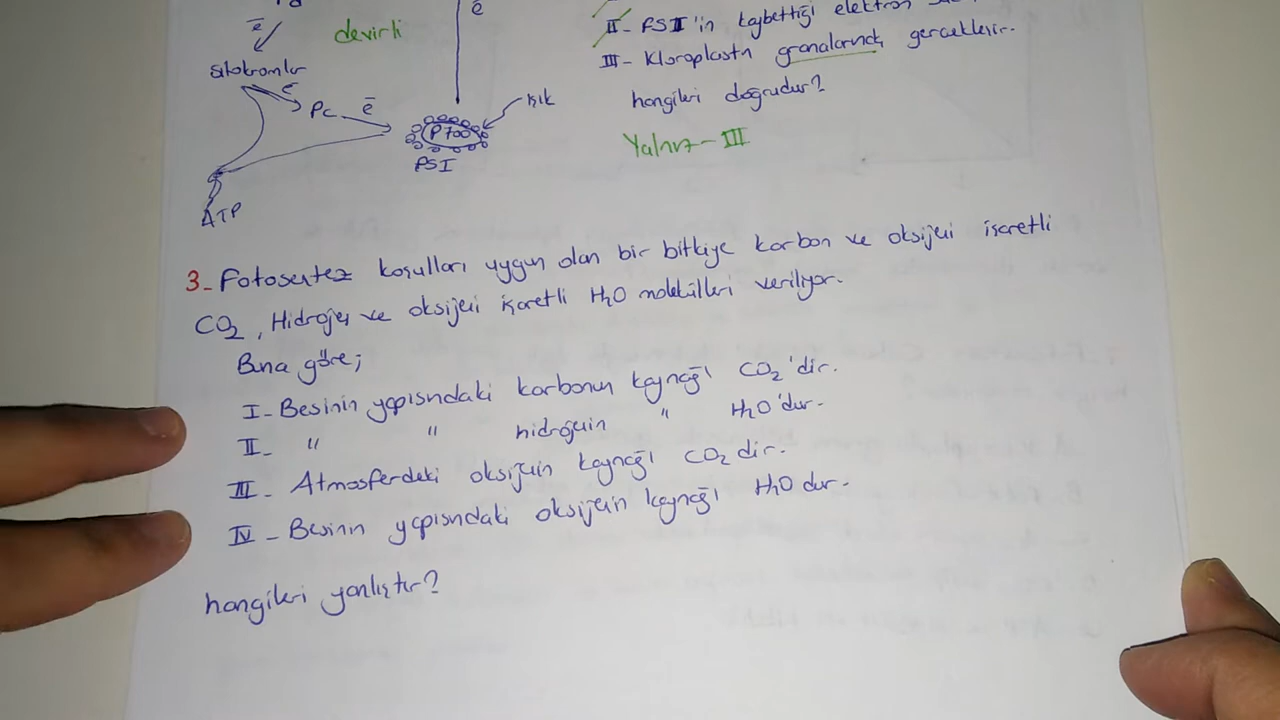 ē
ē
devirli
Sitokromlar
ē
Pc
ē
P700
PSI
ışık
ATP
II- PSII'in kaybettiği elektron
III- Kloroplastın granalarında gerçekleşir.
hangileri doğrudur?
Yalnız-III
3- Fotosentez koşulları uygun olan bir bitkiye karbon ve oksijeni işaretli
CO2, Hidrojen ve oksijeni işaretli H2O molekülleri veriliyor.
Buna göre;
I- Besinin yapısındaki karbonun kaynağı CO2'dir.
II- " " hidrojenin " H2O'dur.
III- Atmosferdeki oksijenin kaynağı CO2 dir.
IV- Besinin yapısındaki oksijenin kaynağı H2O dur.
hangileri yanlıştır?